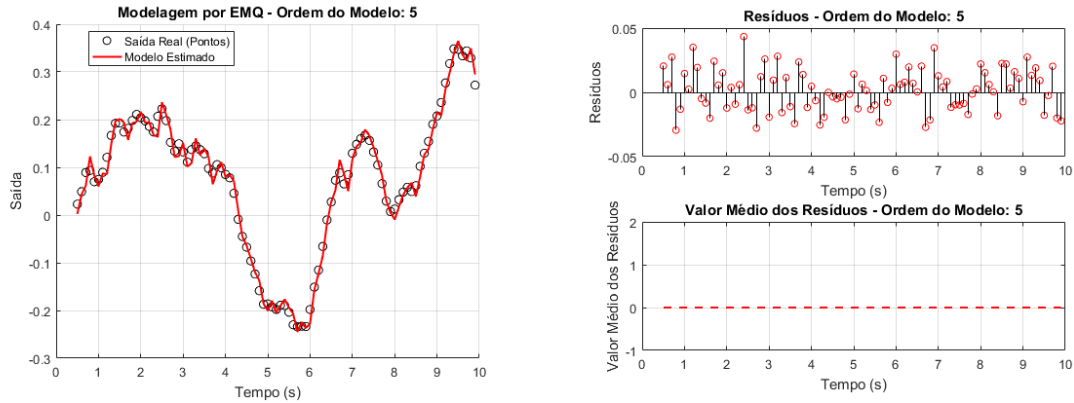 Modelagem por EMQ - Ordem do Modelo: 5
Saída Real (Pontos)
Modelo Estimado
Saída
0.4
0.3
0.2
0.1
0
-0.1
-0.2
-0.3
0 1 2 3 4 5 6 7 8 9 10
Tempo (s)
Resíduos - Ordem do Modelo: 5
Resíduos
0.05
0
-0.05
0 1 2 3 4 5 6 7 8 9 10
Tempo (s)
Valor Médio dos Resíduos - Ordem do Modelo: 5
Valor Médio dos Resíduos
2
1
0
-1
0 1 2 3 4 5 6 7 8 9 10
Tempo (s)